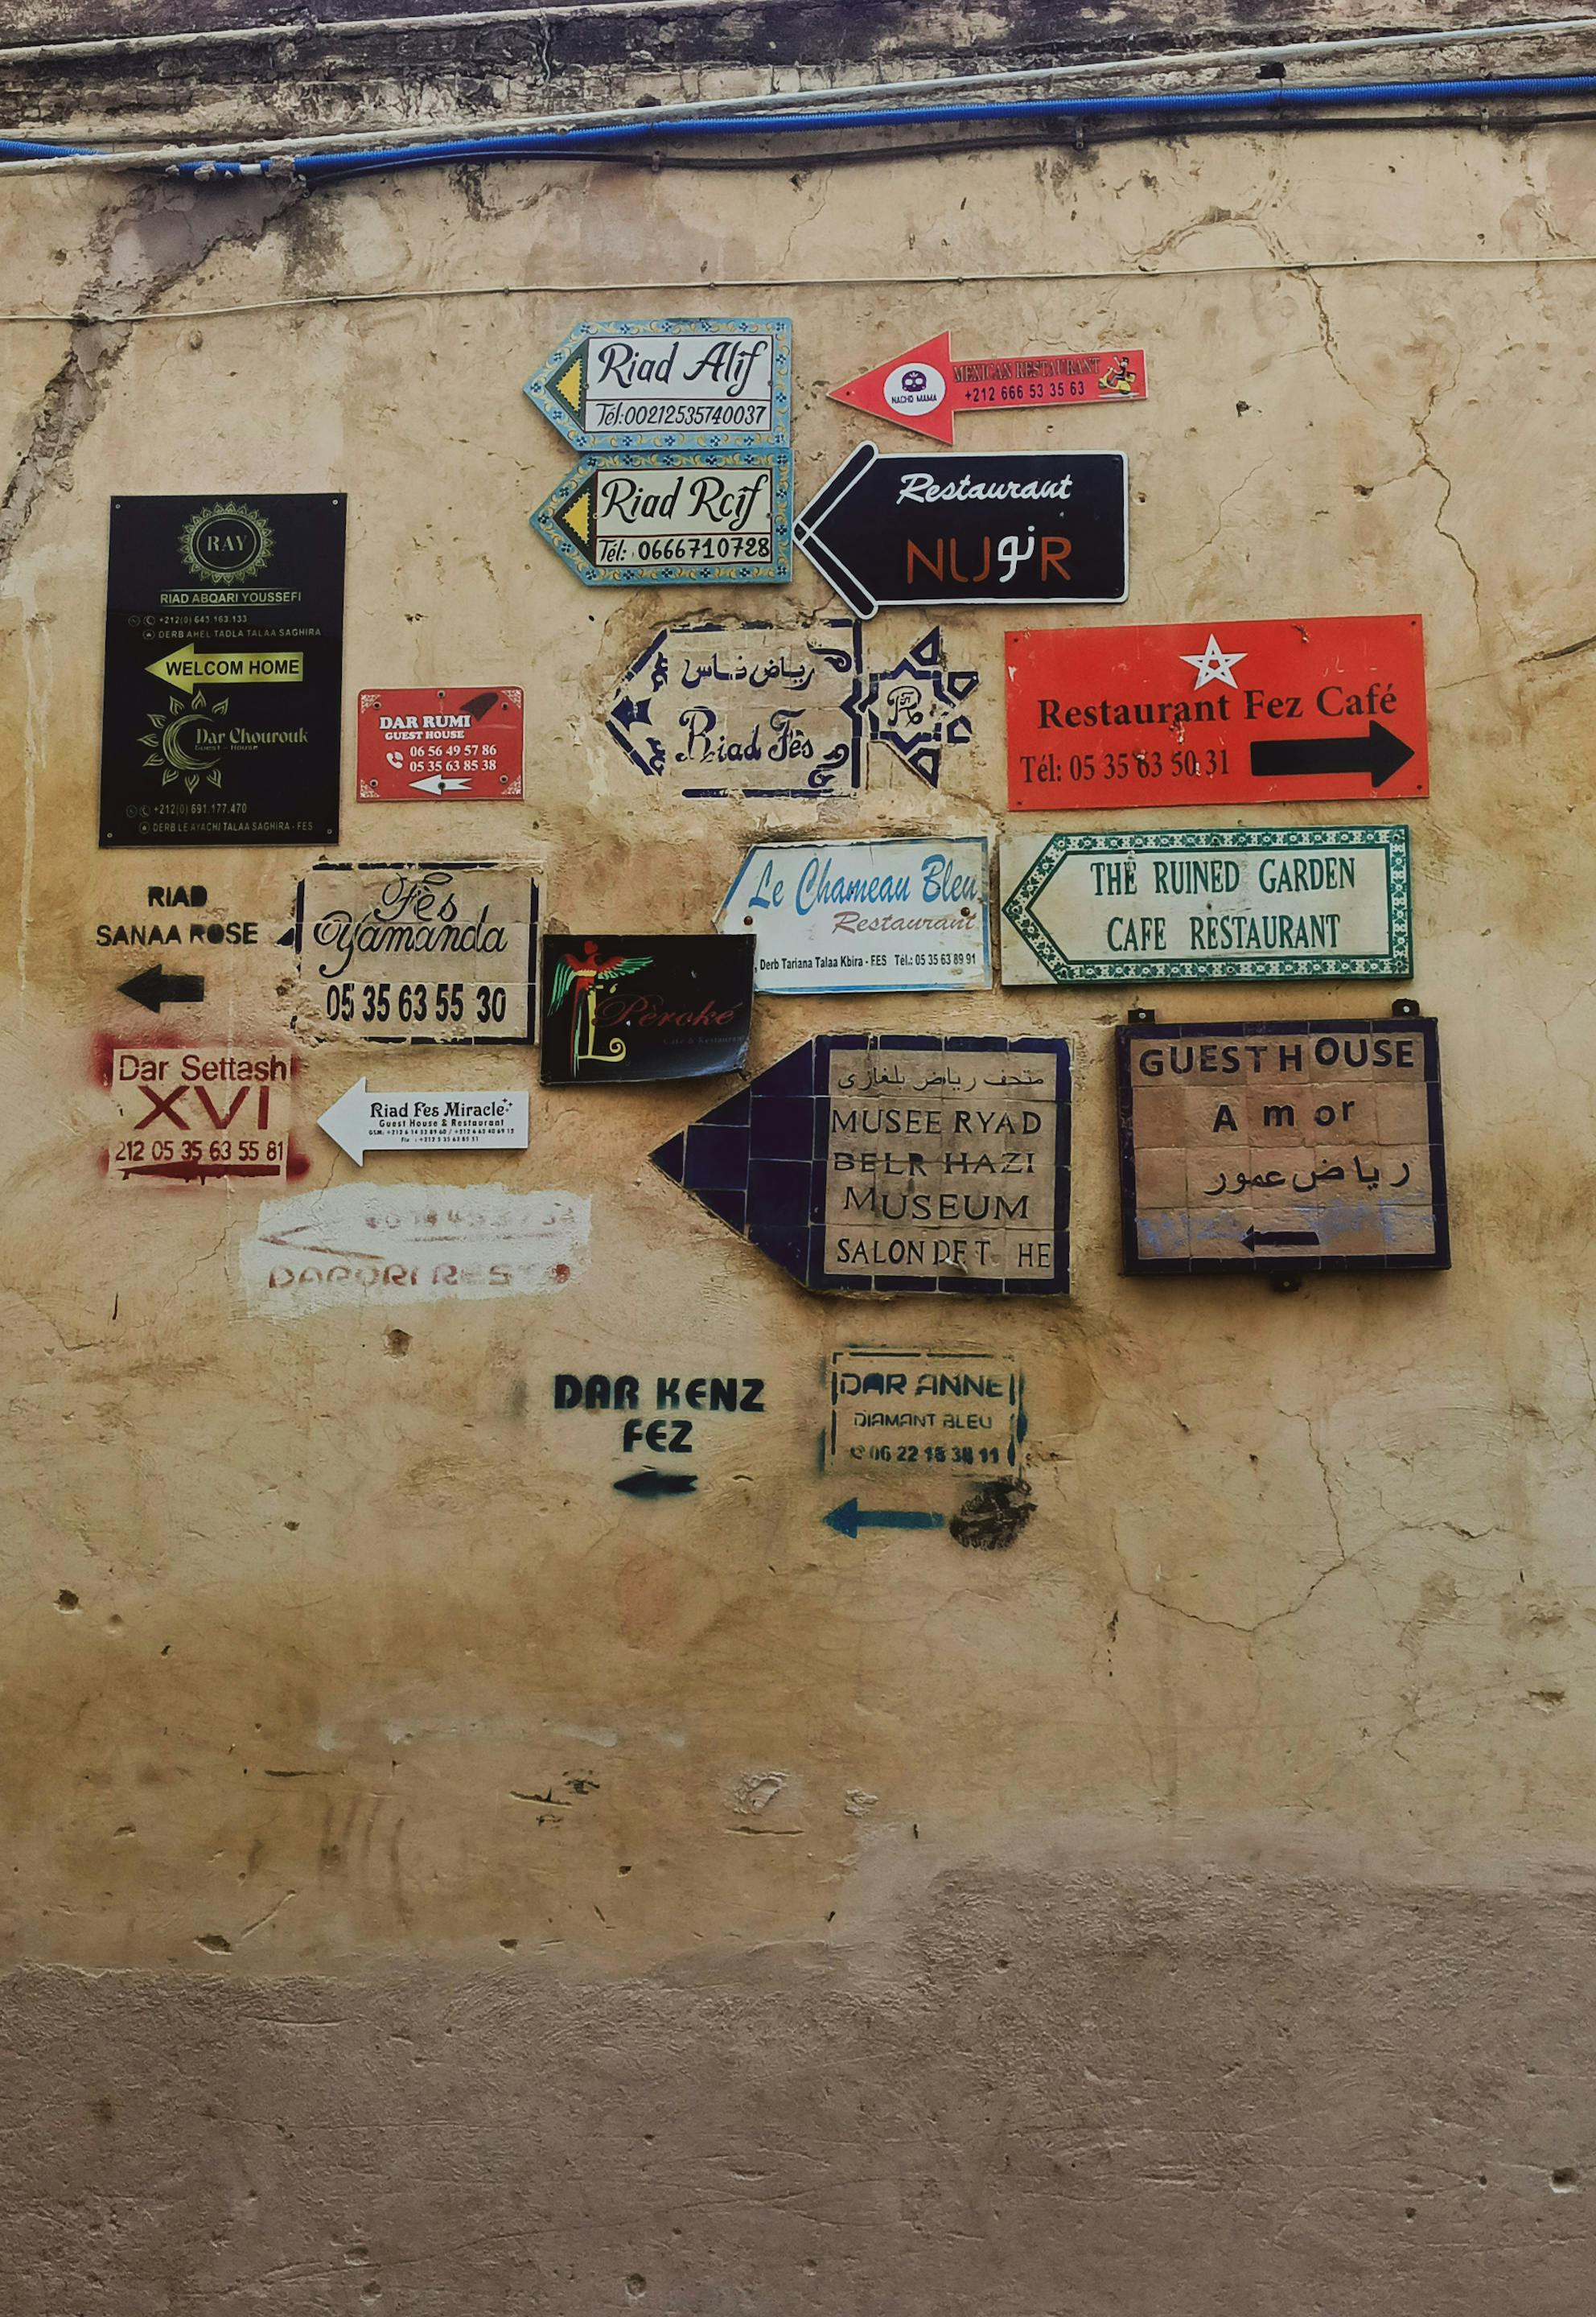 Riad Alif
Tél:00212535740037
NACHO MAMA
MEXICAN RESTAURANT
+212 666 53 35 63
Riad Rcif
Tél: 0666710728
Restaurant
NUنورR
RAY
RIAD ABQARI YOUSSEFI
+212(0) 643.163.133
DERB AHEL TADLA TALAA SAGHIRA
WELCOM HOME
Dar Chourouk
Guest - House
+212(0) 691.177.470
DERB LE AYACHI TALAA SAGHIRA - FES
DAR RUMI
GUEST HOUSE
06 56 49 57 86
05 35 63 85 38
رياض فاس
Riad Fès
Restaurant Fez Café
Tél: 05 35 63 50 31
RIAD
SANAA ROSE
Fès
Yamanda
05 35 63 55 30
Le Chameau Bleu
Restaurant
Derb Tariana Talaa Kbira - FES Tél.: 05 35 63 89 91
THE RUINED GARDEN
CAFE RESTAURANT
Pèroké
Café & Restaurant
Dar Settash
XVI
212 05 35 63 55 81
Riad Fes Miracle
Guest House & Restaurant
متحف رياض بلغازي
MUSEE RYAD
BELR HAZI
MUSEUM
SALON DE T HE
GUEST HOUSE
Amor
رياض عمور
DAR KENZ
FEZ
DAR ANNE
DIAMANT BLEU
06 22 18 38 11